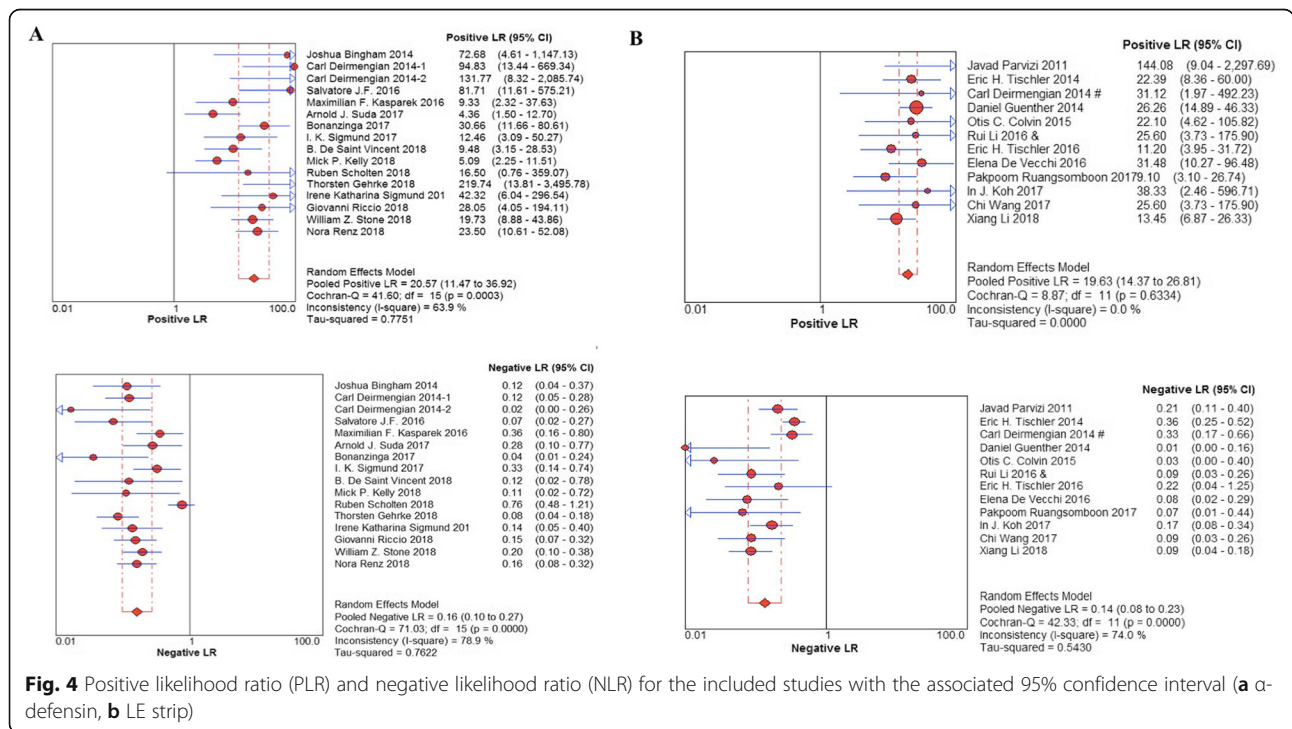 A
Positive LR (95% CI)
Joshua Bingham 2014 72.68 (4.61 - 1,147.13)
Carl Deirmengian 2014-1 94.83 (13.44 - 669.34)
Carl Deirmengian 2014-2 131.77 (8.32 - 2,085.74)
Salvatore J.F. 2016 81.71 (11.61 - 575.21)
Maximilian F. Kasparek 2016 9.33 (2.32 - 37.63)
Arnold J. Suda 2017 4.36 (1.50 - 12.70)
Bonanzinga 2017 30.66 (11.66 - 80.61)
I. K. Sigmund 2017 12.46 (3.09 - 50.27)
B. De Saint Vincent 2018 9.48 (3.15 - 28.53)
Mick P. Kelly 2018 5.09 (2.25 - 11.51)
Ruben Scholten 2018 16.50 (0.76 - 359.07)
Thorsten Gehrke 2018 219.74 (13.81 - 3,495.78)
Irene Katharina Sigmund 201 42.32 (6.04 - 296.54)
Giovanni Riccio 2018 28.05 (4.05 - 194.11)
William Z. Stone 2018 19.73 (8.88 - 43.86)
Nora Renz 2018 23.50 (10.61 - 52.08)
Random Effects Model
Pooled Positive LR = 20.57 (11.47 to 36.92)
Cochran-Q = 41.60; df = 15 (p = 0.0003)
Inconsistency (I-square) = 63.9 %
Tau-squared = 0.7751
0.01 1 100.0
Positive LR
B
Positive LR (95% CI)
Javad Parvizi 2011 144.08 (9.04 - 2,297.69)
Eric H. Tischler 2014 22.39 (8.36 - 60.00)
Carl Deirmengian 2014 # 31.12 (1.97 - 492.23)
Daniel Guenther 2014 26.26 (14.89 - 46.33)
Otis C. Colvin 2015 22.10 (4.62 - 105.82)
Rui Li 2016 & 25.60 (3.73 - 175.90)
Eric H. Tischler 2016 11.20 (3.95 - 31.72)
Elena De Vecchi 2016 31.48 (10.27 - 96.48)
Pakpoom Ruangsomboon 2017 9.10 (3.10 - 26.74)
In J. Koh 2017 38.33 (2.46 - 596.71)
Chi Wang 2017 25.60 (3.73 - 175.90)
Xiang Li 2018 13.45 (6.87 - 26.33)
Random Effects Model
Pooled Positive LR = 19.63 (14.37 to 26.81)
Cochran-Q = 8.87; df = 11 (p = 0.6334)
Inconsistency (I-square) = 0.0 %
Tau-squared = 0.0000
0.01 1 100.0
Positive LR
Negative LR (95% CI)
Joshua Bingham 2014 0.12 (0.04 - 0.37)
Carl Deirmengian 2014-1 0.12 (0.05 - 0.28)
Carl Deirmengian 2014-2 0.02 (0.00 - 0.26)
Salvatore J.F. 2016 0.07 (0.02 - 0.27)
Maximilian F. Kasparek 2016 0.36 (0.16 - 0.80)
Arnold J. Suda 2017 0.28 (0.10 - 0.77)
Bonanzinga 2017 0.04 (0.01 - 0.24)
I. K. Sigmund 2017 0.33 (0.14 - 0.74)
B. De Saint Vincent 2018 0.12 (0.02 - 0.78)
Mick P. Kelly 2018 0.11 (0.02 - 0.72)
Ruben Scholten 2018 0.76 (0.48 - 1.21)
Thorsten Gehrke 2018 0.08 (0.04 - 0.18)
Irene Katharina Sigmund 201 0.14 (0.05 - 0.40)
Giovanni Riccio 2018 0.15 (0.07 - 0.32)
William Z. Stone 2018 0.20 (0.10 - 0.38)
Nora Renz 2018 0.16 (0.08 - 0.32)
Random Effects Model
Pooled Negative LR = 0.16 (0.10 to 0.27)
Cochran-Q = 71.03; df = 15 (p = 0.0000)
Inconsistency (I-square) = 78.9 %
Tau-squared = 0.7622
0.01 1 100.0
Negative LR
Negative LR (95% CI)
Javad Parvizi 2011 0.21 (0.11 - 0.40)
Eric H. Tischler 2014 0.36 (0.25 - 0.52)
Carl Deirmengian 2014 # 0.33 (0.17 - 0.66)
Daniel Guenther 2014 0.01 (0.00 - 0.16)
Otis C. Colvin 2015 0.03 (0.00 - 0.40)
Rui Li 2016 & 0.09 (0.03 - 0.26)
Eric H. Tischler 2016 0.22 (0.04 - 1.25)
Elena De Vecchi 2016 0.08 (0.02 - 0.29)
Pakpoom Ruangsomboon 2017 0.07 (0.01 - 0.44)
In J. Koh 2017 0.17 (0.08 - 0.34)
Chi Wang 2017 0.09 (0.03 - 0.26)
Xiang Li 2018 0.09 (0.04 - 0.18)
Random Effects Model
Pooled Negative LR = 0.14 (0.08 to 0.23)
Cochran-Q = 42.33; df = 11 (p = 0.0000)
Inconsistency (I-square) = 74.0 %
Tau-squared = 0.5430
0.01 1 100.0
Negative LR
Fig. 4 Positive likelihood ratio (PLR) and negative likelihood ratio (NLR) for the included studies with the associated 95% confidence interval (a α-
defensin, b LE strip)